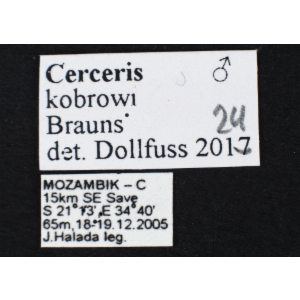 Cerceris ♂
kobrowi
Brauns
det. Dollfuss 2017
24
MOZAMBIK – C
15km SE Save
S 21°13', E 34°40'
65m, 18-19.12.2005
J.Halada leg.